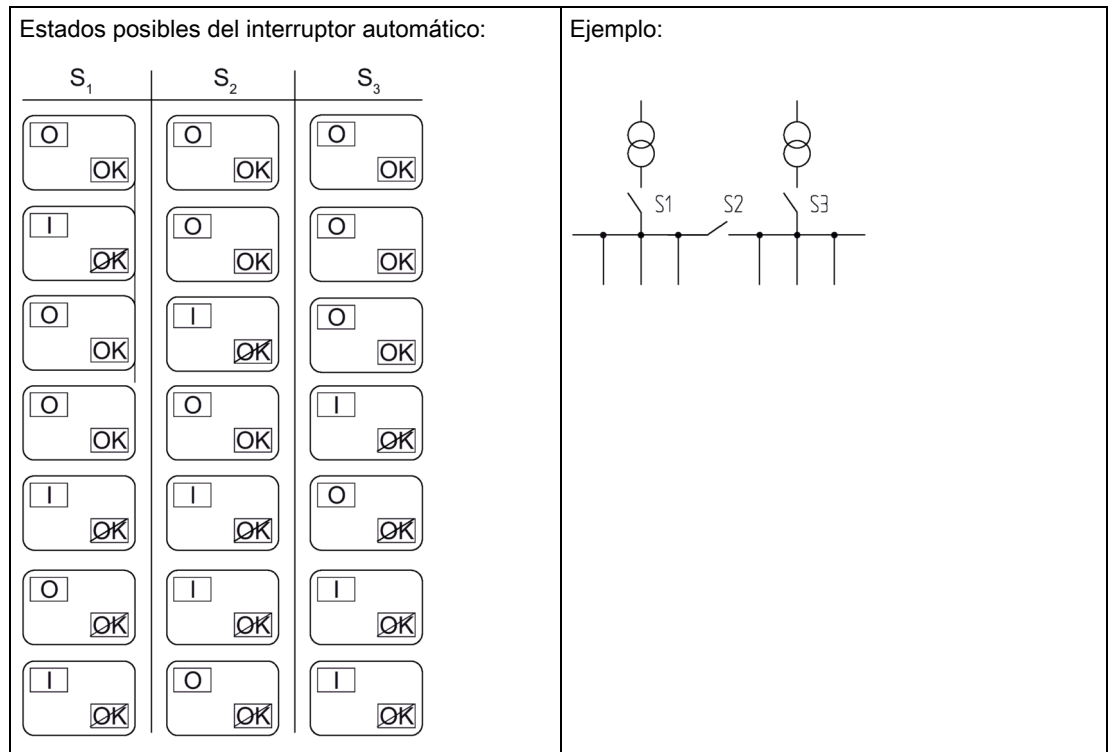 Estados posibles del interruptor automático:
S1 S2 S3
O O O
OK OK OK
I O O
OK OK OK
O I O
OK OK OK
O O I
OK OK OK
I I O
OK OK OK
O I I
OK OK OK
I O I
OK OK OK
Ejemplo:
S1 S2 S3